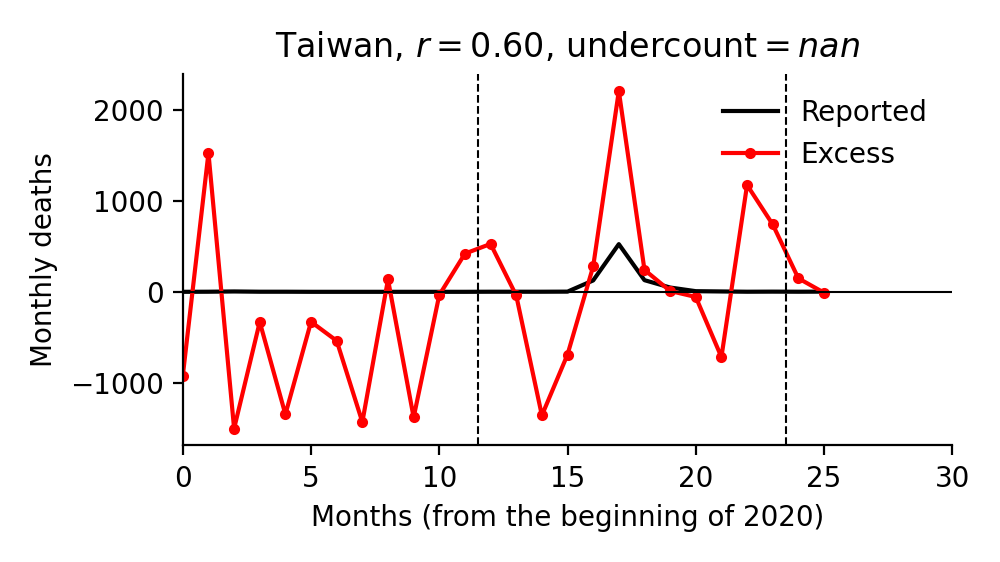 Taiwan, r = 0.60, undercount = nan
Monthly deaths
2000
1000
0
−1000
Reported
Excess
0 5 10 15 20 25 30
Months (from the beginning of 2020)